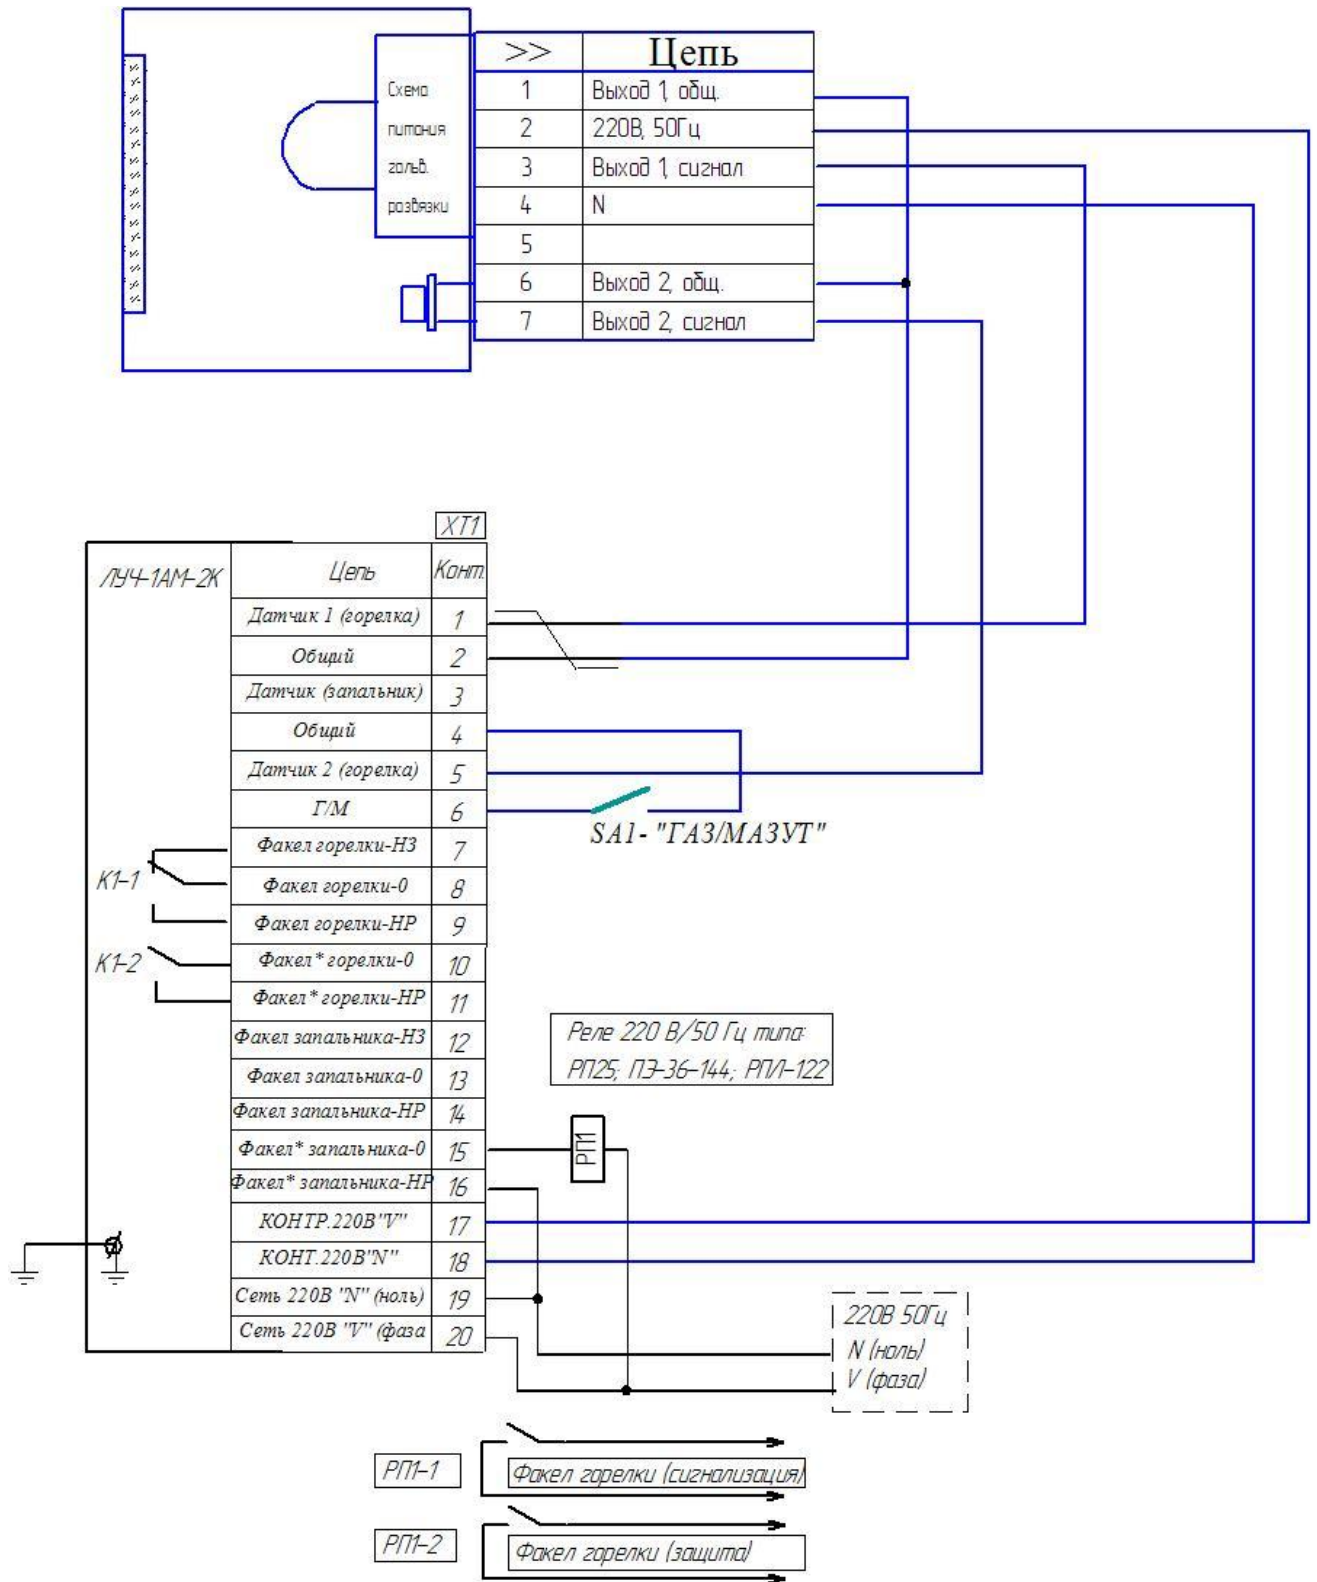 >> Цепь
Схема
питания
гальв.
развязки
1 Выход 1, общ.
2 220В, 50Гц
3 Выход 1, сигнал
4 N
5
6 Выход 2, общ.
7 Выход 2, сигнал
ХТ1
ЛУЧ-1АМ-2К Цепь Конт.
Датчик 1 (горелка) 1
Общий 2
Датчик (запальник) 3
Общий 4
Датчик 2 (горелка) 5
Г/М 6
SA1- "ГАЗ/МАЗУТ"
Факел горелки-НЗ 7
К1-1
Факел горелки-0 8
Факел горелки-НР 9
К1-2
Факел* горелки-0 10
Факел* горелки-НР 11
Факел запальника-НЗ 12
Факел запальника-0 13
Факел запальника-НР 14
Факел* запальника-0 15
Факел* запальника-НР 16
КОНТР.220В"V" 17
КОНТ.220В"N" 18
Сеть 220В "N" (ноль) 19
Сеть 220В "V" (фаза 20
Реле 220 В/50 Гц типа:
РП25; ПЭ-36-144; РПЛ-122
РП1
220В 50Гц
N (ноль)
V (фаза)
РП1-1
Факел горелки (сигнализация)
РП1-2
Факел горелки (защита)